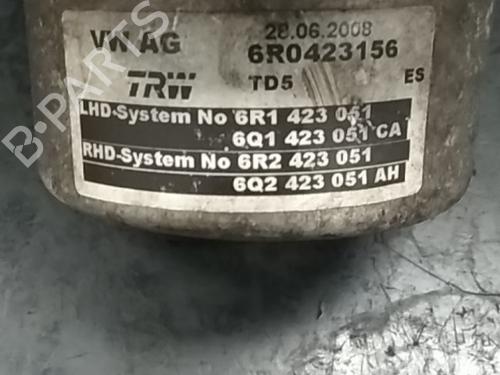 28.06.2008
VW AG
6R0423156
TRW
TD5
ES
LHD-System No 6R1 423 051
6Q1 423 051 CA
RHD-System No 6R2 423 051
6Q2 423 051 AH
B-PARTS